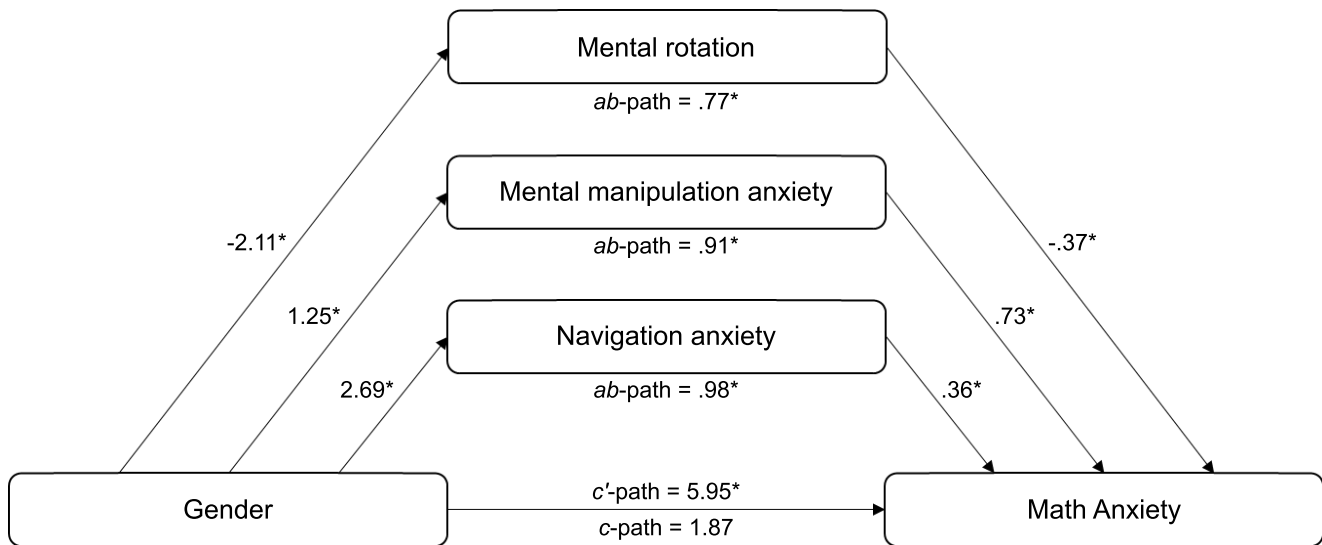 Mental rotation
ab-path = .77*
Mental manipulation anxiety
-2.11*
ab-path = .91*
-.37*
1.25*
.73*
Navigation anxiety
2.69*
ab-path = .98*
.36*
c'-path = 5.95*
Gender
Math Anxiety
c-path = 1.87